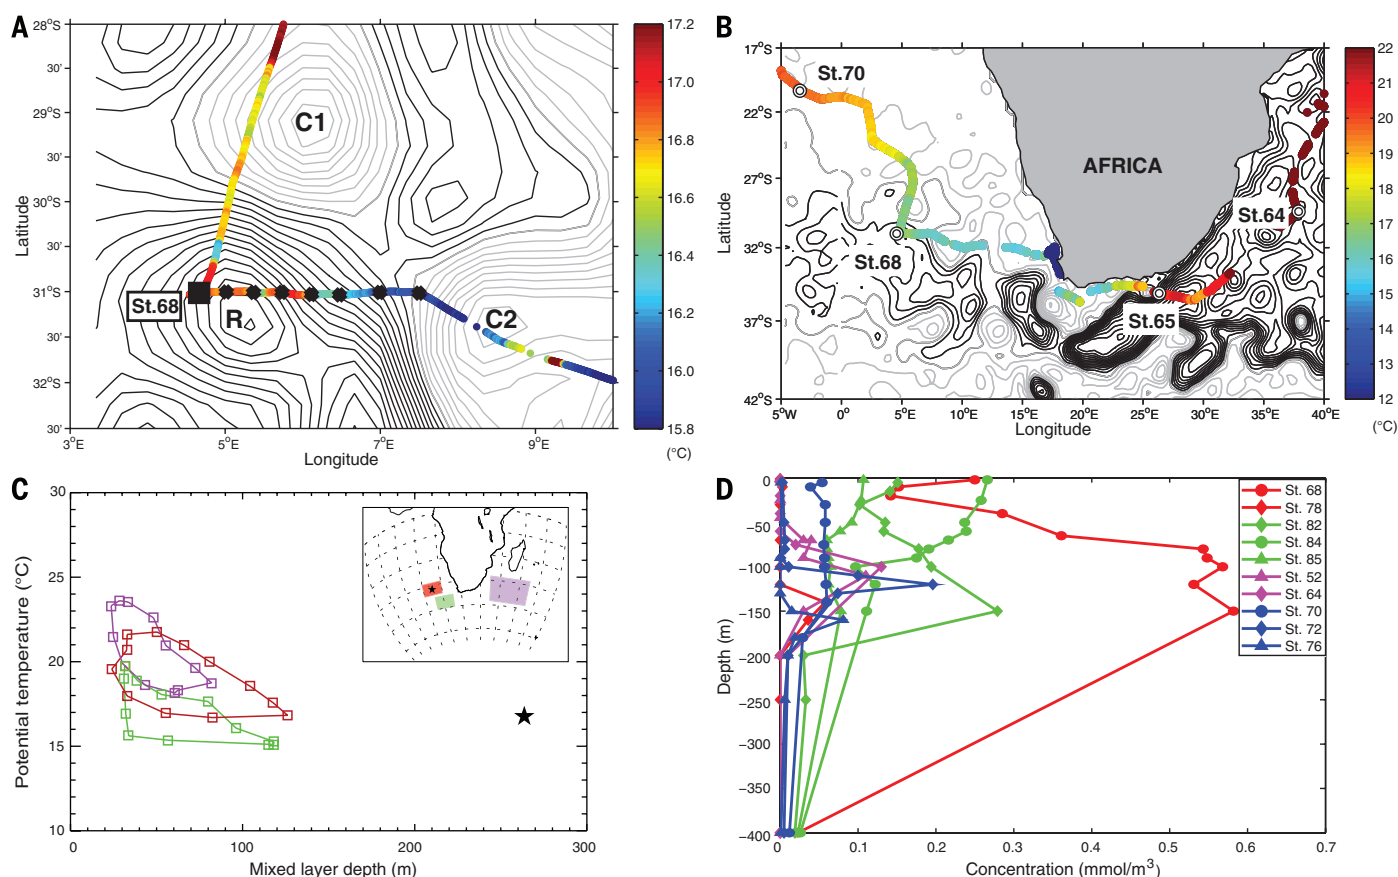 A
28°S
30'
29°S
30'
30°S
30'
31°S
30'
32°S
30'
3°E
5°E
7°E
9°E
Latitude
Longitude
C1
C2
R
St.68
17.2
17.0
16.8
16.6
16.4
16.2
16.0
15.8
(°C)
B
17°S
22°S
27°S
32°S
37°S
42°S
5°W
0°
5°E
10°E
15°E
20°E
25°E
30°E
35°E
40°E
Latitude
Longitude
St.70
AFRICA
St.64
St.68
St.65
22
21
20
19
18
17
16
15
14
13
12
(°C)
C
30
25
20
15
10
0
100
200
300
Potential temperature (°C)
Mixed layer depth (m)
D
0
−50
−100
−150
−200
−250
−300
−350
−400
0
0.1
0.2
0.3
0.4
0.5
0.6
0.7
Depth (m)
Concentration (mmol/m³)
St. 68
St. 78
St. 82
St. 84
St. 85
St. 52
St. 64
St. 70
St. 72
St. 76